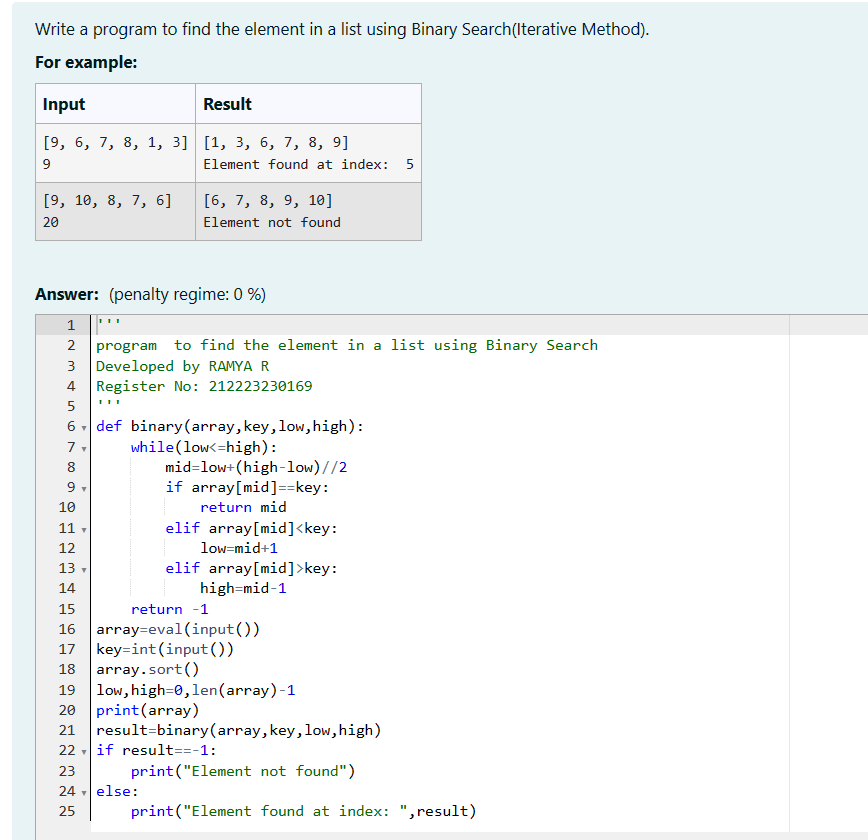 Write a program to find the element in a list using Binary Search(Iterative Method).
For example:
Input Result
[9, 6, 7, 8, 1, 3] [1, 3, 6, 7, 8, 9]
9 Element found at index:  5
[9, 10, 8, 7, 6] [6, 7, 8, 9, 10]
20 Element not found
Answer: (penalty regime: 0 %)
1 '''
2 program  to find the element in a list using Binary Search
3 Developed by RAMYA R
4 Register No: 212223230169
5 '''
6 def binary(array,key,low,high):
7     while(low<=high):
8         mid=low+(high-low)//2
9         if array[mid]==key:
10             return mid
11         elif array[mid]<key:
12             low=mid+1
13         elif array[mid]>key:
14             high=mid-1
15     return -1
16 array=eval(input())
17 key=int(input())
18 array.sort()
19 low,high=0,len(array)-1
20 print(array)
21 result=binary(array,key,low,high)
22 if result==-1:
23     print("Element not found")
24 else:
25     print("Element found at index: ",result)